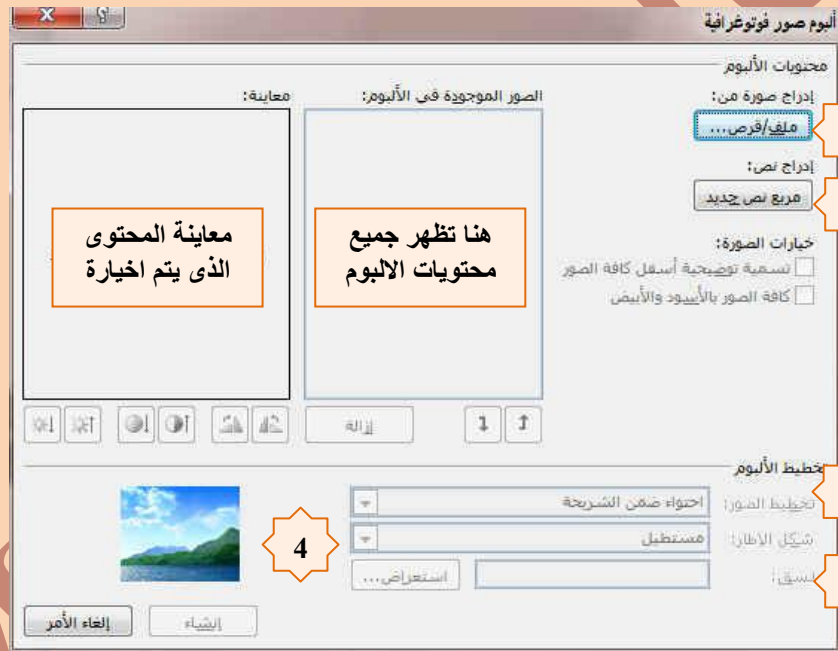 ألبوم صور فوتوغرافية
محتويات الألبوم
إدراج صورة من:
الصور الموجودة في الألبوم:
معاينة:
ملف/قرص...
إدراج نص:
مربع نص جديد
خيارات الصورة:
تسمية توضيحية أسفل كافة الصور
كافة الصور بالأسود والأبيض
هنا تظهر جميع
محتويات الالبوم
معاينة المحتوى
الذى يتم اخيارة
إزالة
خطيط الألبوم
تخطيط الصور:
احتواء ضمن الشريحة
شكل الإطار:
مستطيل
نسق:
استعراض...
4
إنشاء
إلغاء الأمر